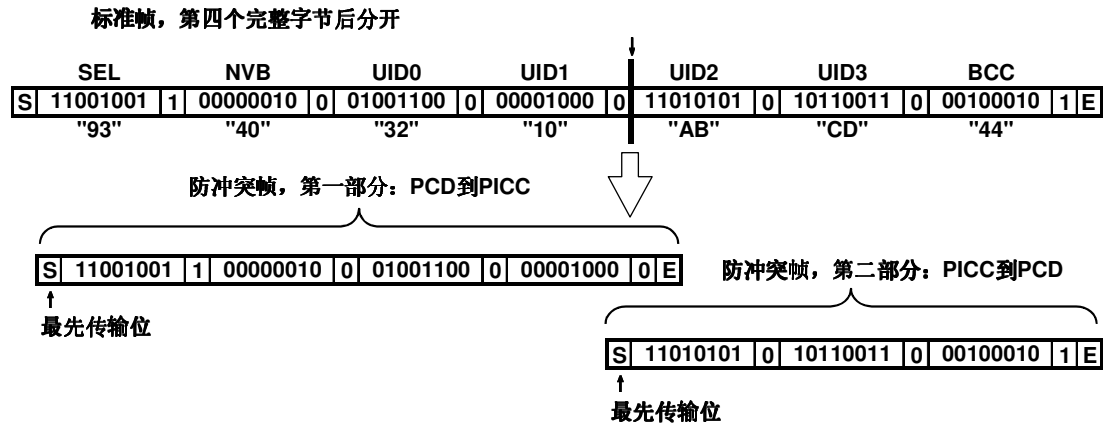 标准帧，第四个完整字节后分开
SEL NVB UID0 UID1 UID2 UID3 BCC
S 11001001 1 00000010 0 01001100 0 00001000 0 11010101 0 10110011 0 00100010 1 E
"93" "40" "32" "10" "AB" "CD" "44"
防冲突帧，第一部分：PCD到PICC
S 11001001 1 00000010 0 01001100 0 00001000 0 E
防冲突帧，第二部分：PICC到PCD
最先传输位
S 11010101 0 10110011 0 00100010 1 E
最先传输位